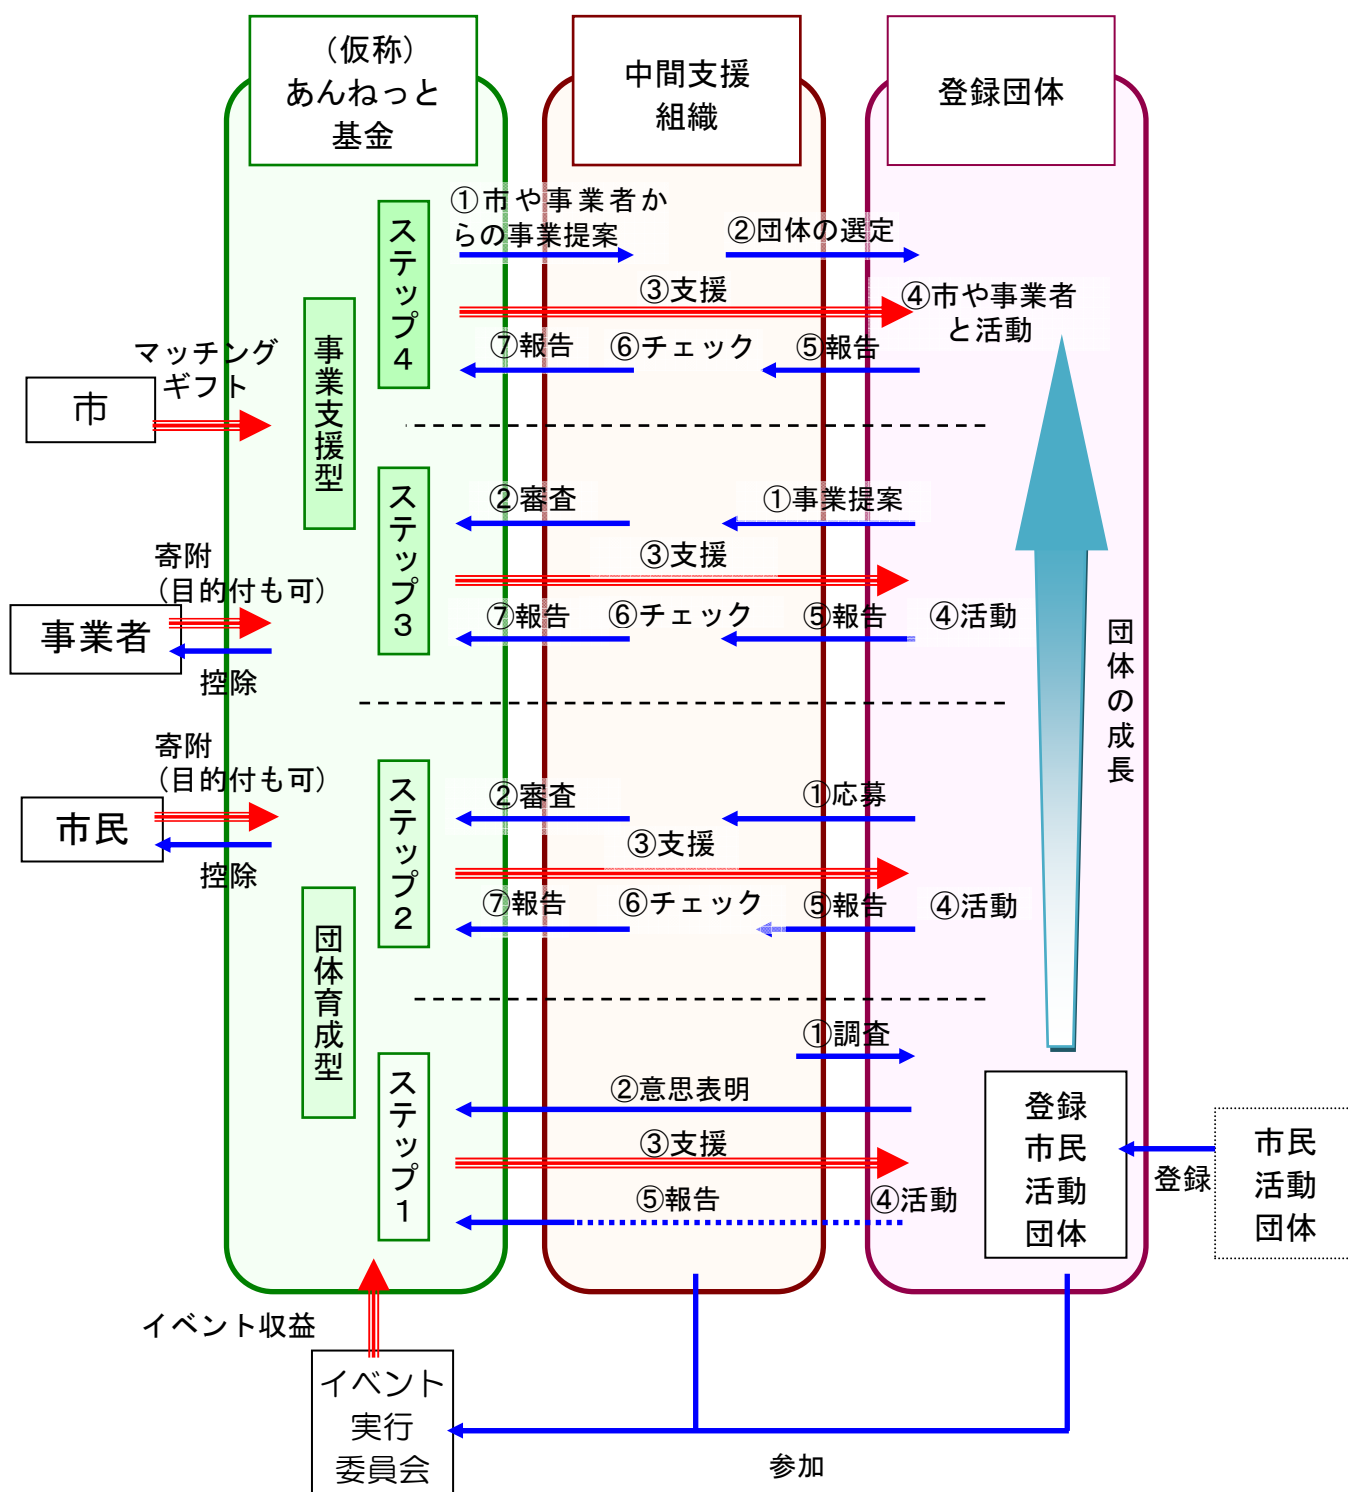 （仮称）
あんねっと
基金
中間支援
組織
登録団体
ステップ４
①市や事業者か
らの事業提案
②団体の選定
③支援
④市や事業者
と活動
⑦報告
⑥チェック
⑤報告
事業支援型
マッチング
ギフト
市
ステップ３
②審査
①事業提案
③支援
⑦報告
⑥チェック
⑤報告
④活動
寄附
（目的付も可）
事業者
控除
団体の成長
寄附
（目的付も可）
市民
控除
ステップ２
②審査
①応募
③支援
⑦報告
⑥チェック
⑤報告
④活動
団体育成型
ステップ１
①調査
②意思表明
③支援
⑤報告
④活動
登録
市民
活動
団体
登録
市民
活動
団体
イベント収益
イベント
実行
委員会
参加